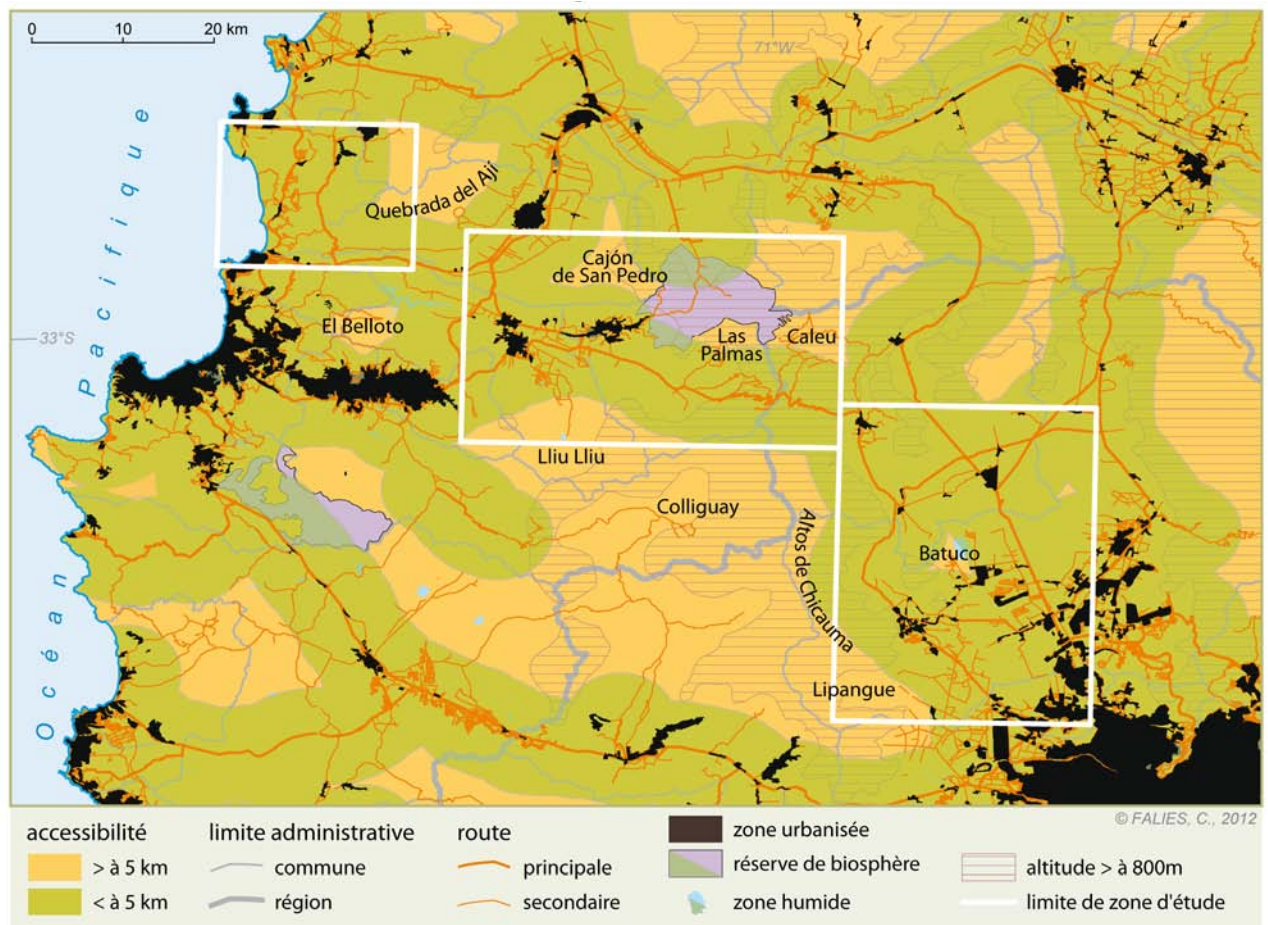 0 10 20 km
71°W
Océan Pacifique
Quebrada del Ají
Cajón
de San Pedro
33°S
El Belloto
Las
Palmas
Caleu
Lliu Lliu
Colliguay
Altos de Chicauma
Batuco
Lipangue
© FALIES, C., 2012
accessibilité
> à 5 km
< à 5 km
limite administrative
commune
région
route
principale
secondaire
zone urbanisée
réserve de biosphère
zone humide
altitude > à 800m
limite de zone d'étude